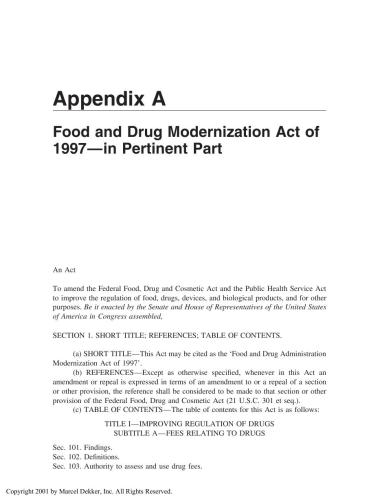 Appendix A
Food and Drug Modernization Act of
1997—in Pertinent Part
An Act
To amend the Federal Food, Drug and Cosmetic Act and the Public Health Service Act
to improve the regulation of food, drugs, devices, and biological products, and for other
purposes. Be it enacted by the Senate and House of Representatives of the United States
of America in Congress assembled,
SECTION 1. SHORT TITLE; REFERENCES; TABLE OF CONTENTS.
(a) SHORT TITLE—This Act may be cited as the ‘Food and Drug Administration
Modernization Act of 1997’.
(b) REFERENCES—Except as otherwise specified, whenever in this Act an
amendment or repeal is expressed in terms of an amendment to or a repeal of a section
or other provision, the reference shall be considered to be made to that section or other
provision of the Federal Food, Drug, and Cosmetic Act (21 U.S.C. 301 et seq.).
(c) TABLE OF CONTENTS—The table of contents for this Act is as follows:
TITLE I—IMPROVING REGULATION OF DRUGS
SUBTITLE A—FEES RELATING TO DRUGS
Sec. 101. Findings.
Sec. 102. Definitions.
Sec. 103. Authority to assess and use drug fees.
Copyright 2001 by Marcel Dekker, Inc. All Rights Reserved.